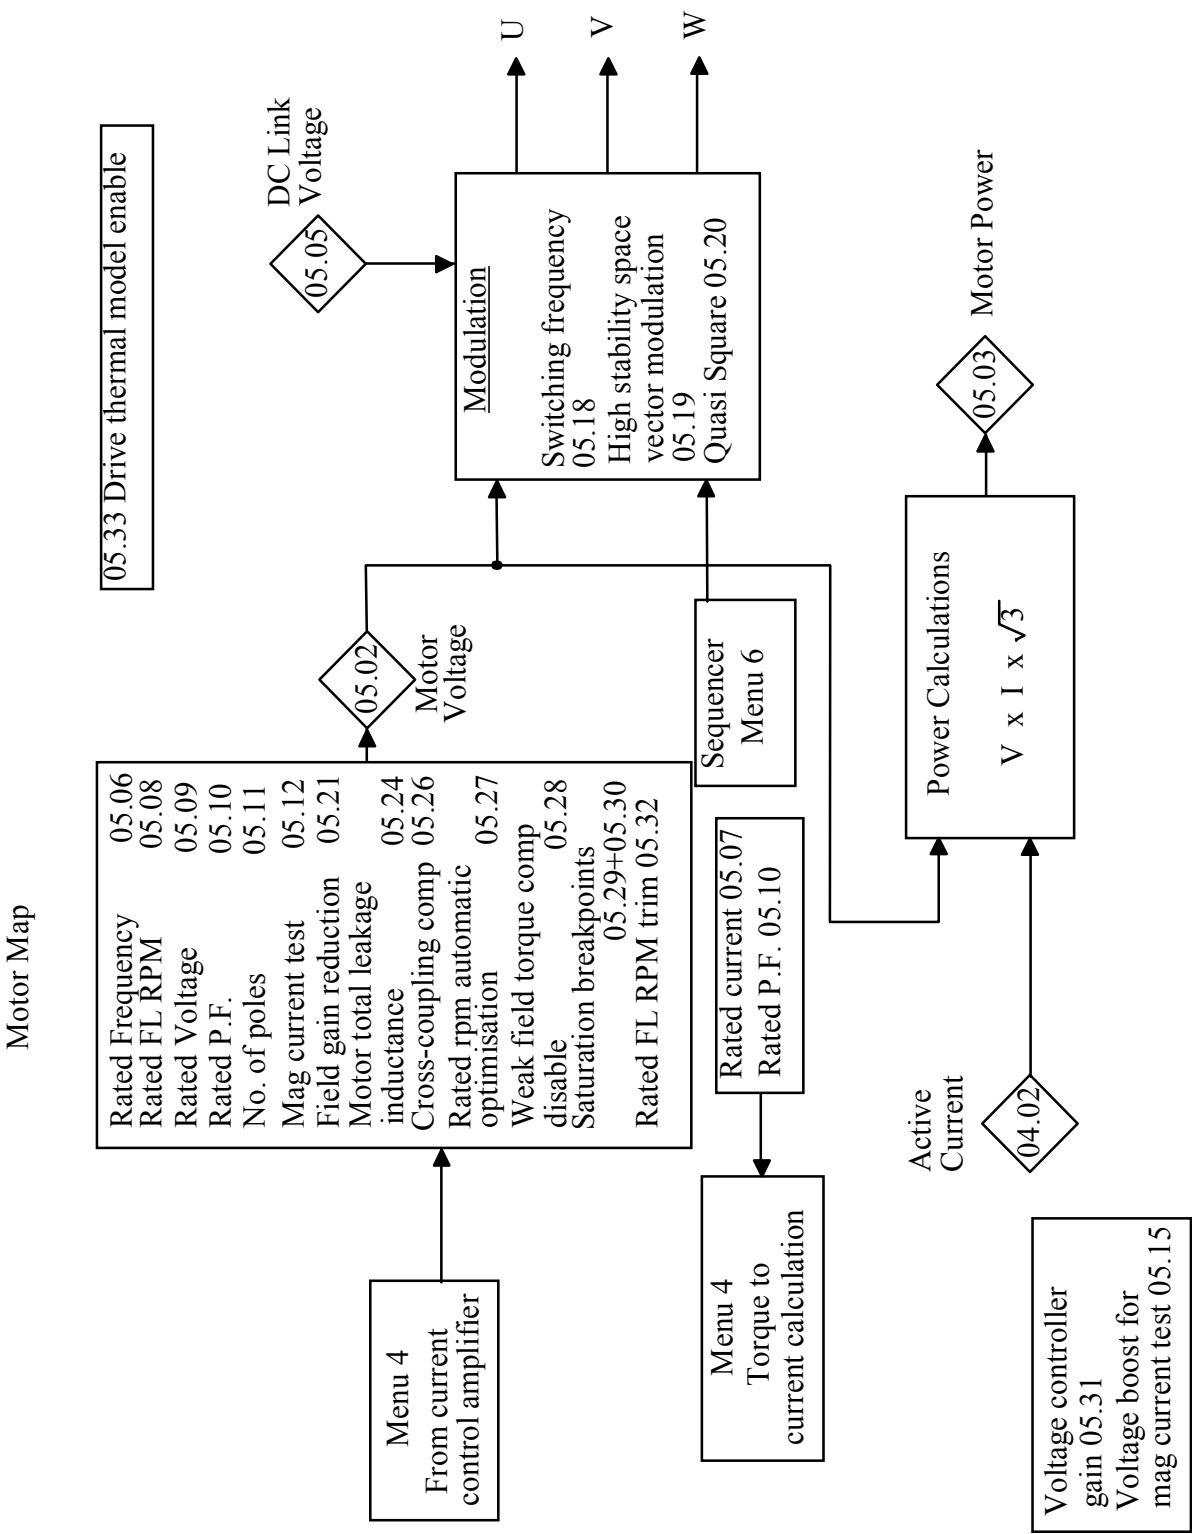 Motor Map
Menu 4
From current
control amplifier
Rated Frequency 05.06
Rated FL RPM 05.08
Rated Voltage 05.09
Rated P.F. 05.10
No. of poles 05.11
Mag current test 05.12
Field gain reduction 05.21
Motor total leakage
inductance 05.24
Cross-coupling comp 05.26
Rated rpm automatic
optimisation 05.27
Weak field torque comp
disable 05.28
Saturation breakpoints
05.29+05.30
Rated FL RPM trim 05.32
05.02
Motor
Voltage
05.33 Drive thermal model enable
05.05
DC Link
Voltage
Modulation
Switching frequency
05.18
High stability space
vector modulation
05.19
Quasi Square 05.20
U
V
W
Sequencer
Menu 6
Menu 4
Torque to
current calculation
Rated current 05.07
Rated P.F. 05.10
Active
Current
04.02
Power Calculations
V x I x √3
05.03
Motor Power
Voltage controller
gain 05.31
Voltage boost for
mag current test 05.15